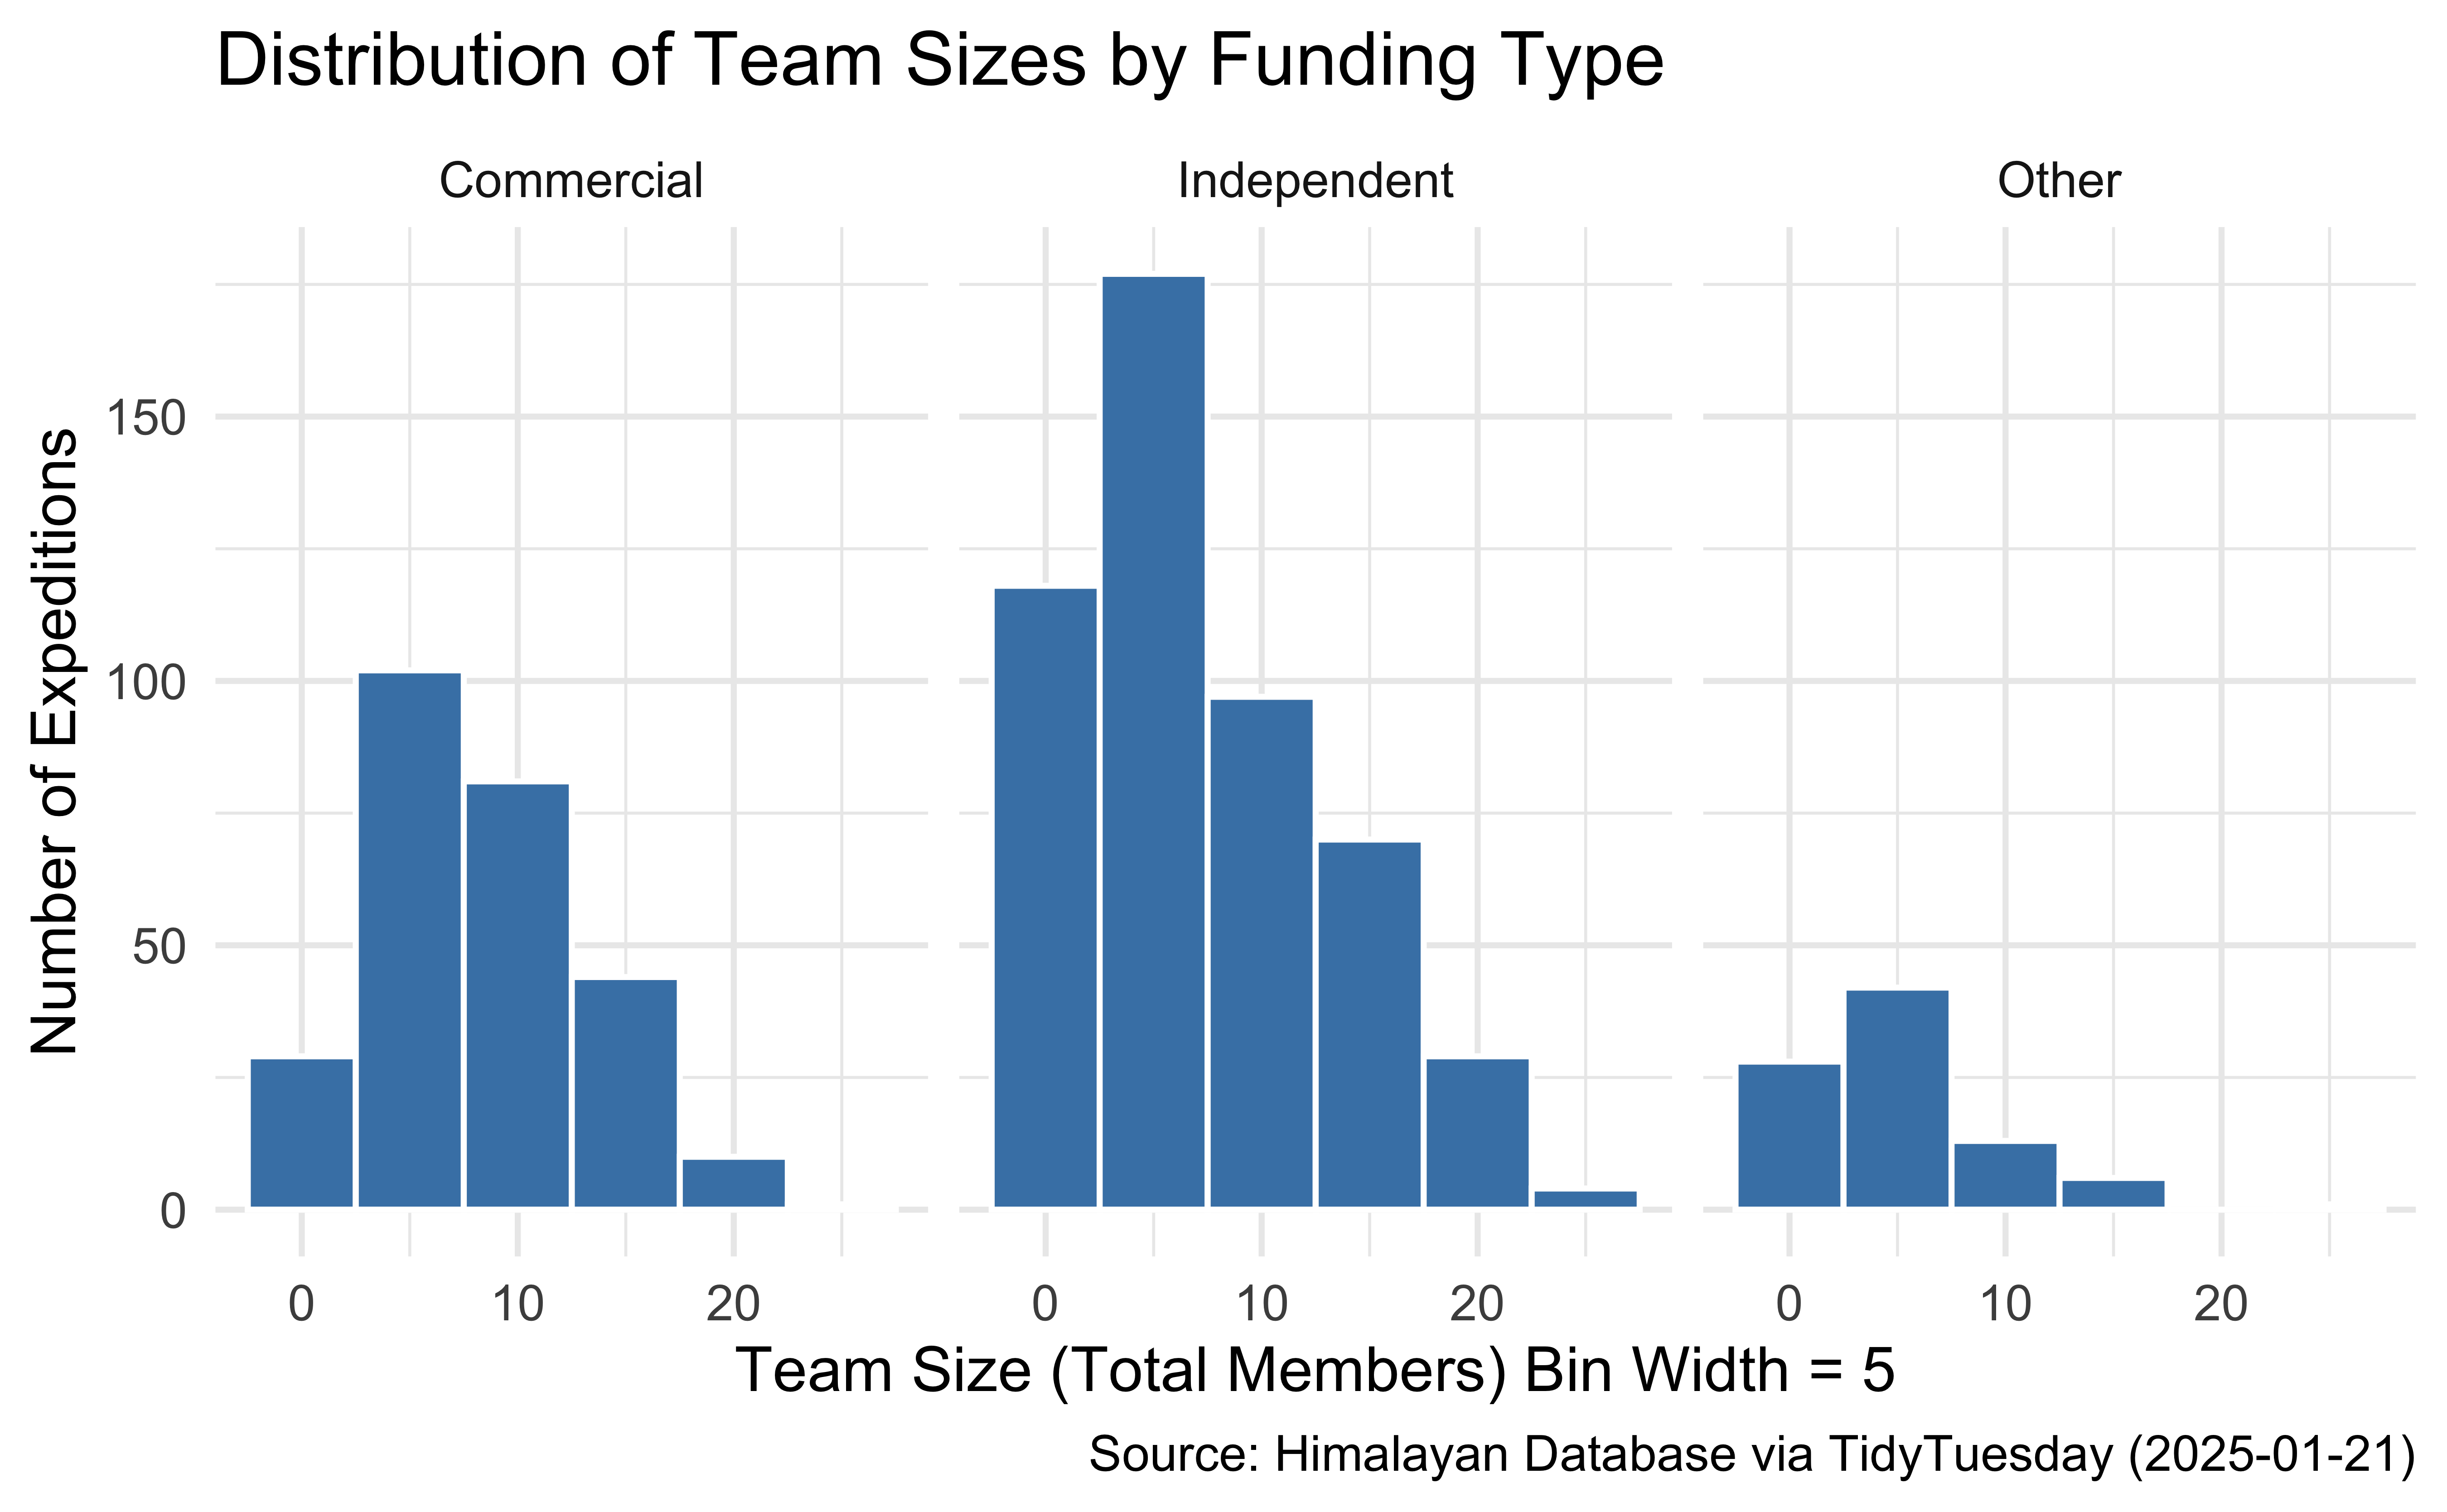 Distribution of Team Sizes by Funding Type
Commercial
Independent
Other
Number of Expeditions
150
100
50
0
0 10 20
0 10 20
0 10 20
Team Size (Total Members) Bin Width = 5
Source: Himalayan Database via TidyTuesday (2025-01-21)